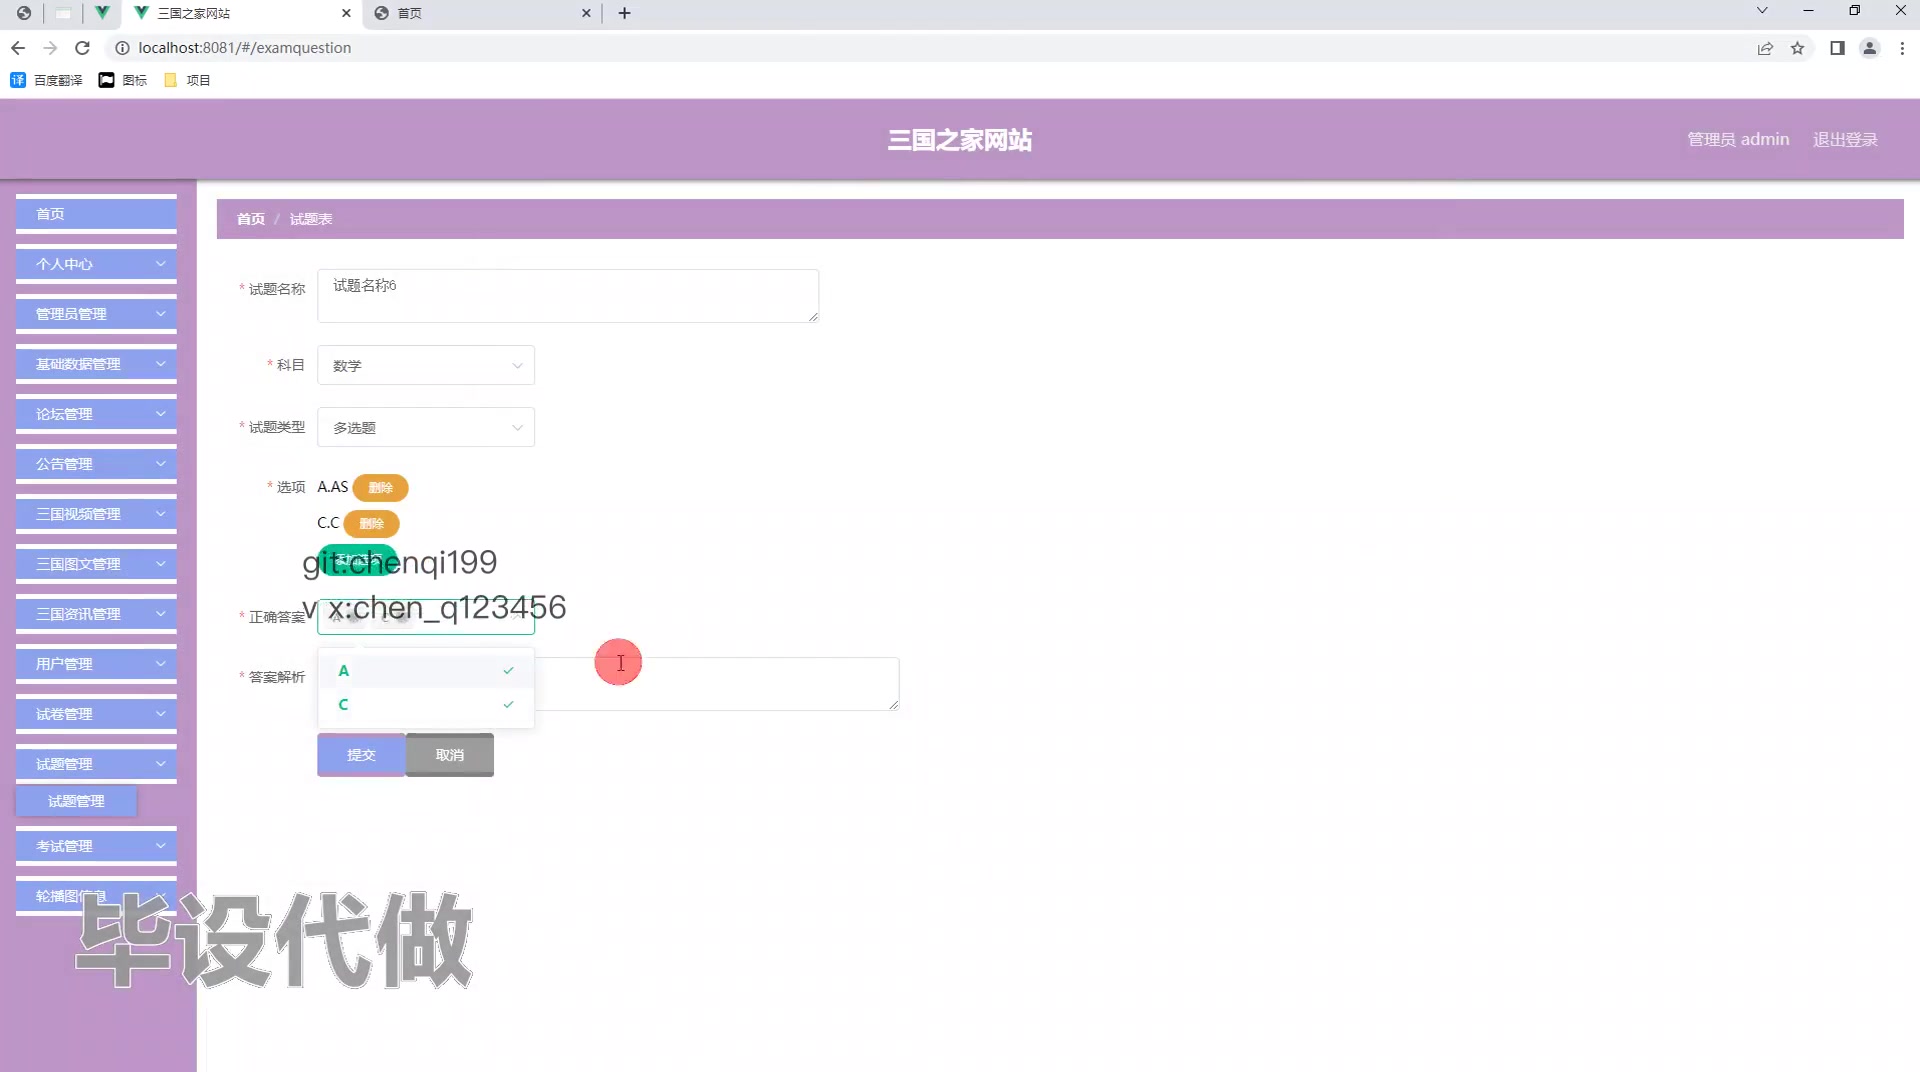 三国之家网站
首页
localhost:8081/#/examquestion
译 百度翻译
图标
项目
三国之家网站
管理员 admin
退出登录
首页
个人中心
管理员管理
基础数据管理
论坛管理
公告管理
三国视频管理
三国图文管理
三国资讯管理
用户管理
试卷管理
试题管理
试题管理
考试管理
轮播图信息
首页 / 试题表
* 试题名称
试题名称6
* 科目
数学
* 试题类型
多选题
* 选项
A.AS 删除
C.C 删除
添加选项
git:chenqi199
v x:chen_q123456
* 正确答案
A
C
* 答案解析
A
C
提交
取消
毕设代做